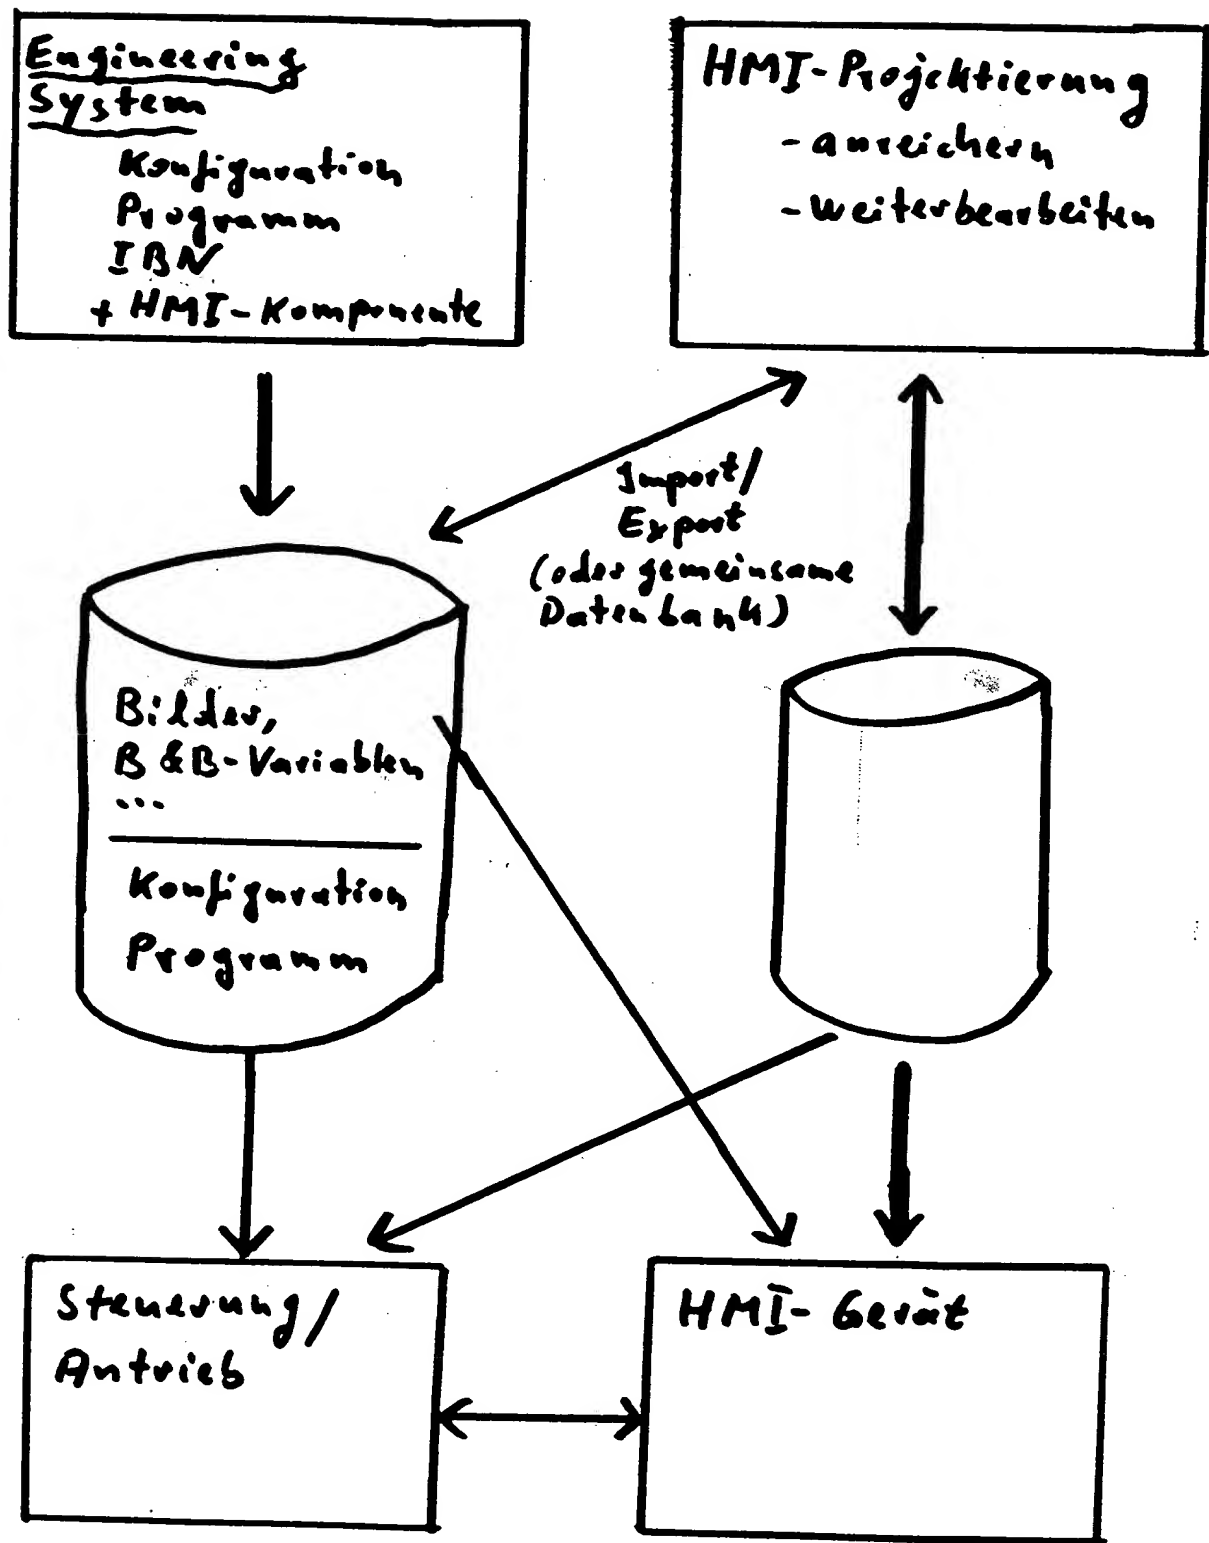 Engineering
System
Konfiguration
Programm
IBN
+ HMI-Komponente
HMI-Projektierung
- anreichern
- weiterbearbeiten
Import/
Export
(oder gemeinsame
Datenbank)
Bilder,
B&B-Variablen
...
Konfiguration
Programm
Steuerung/
Antrieb
HMI-Gerät